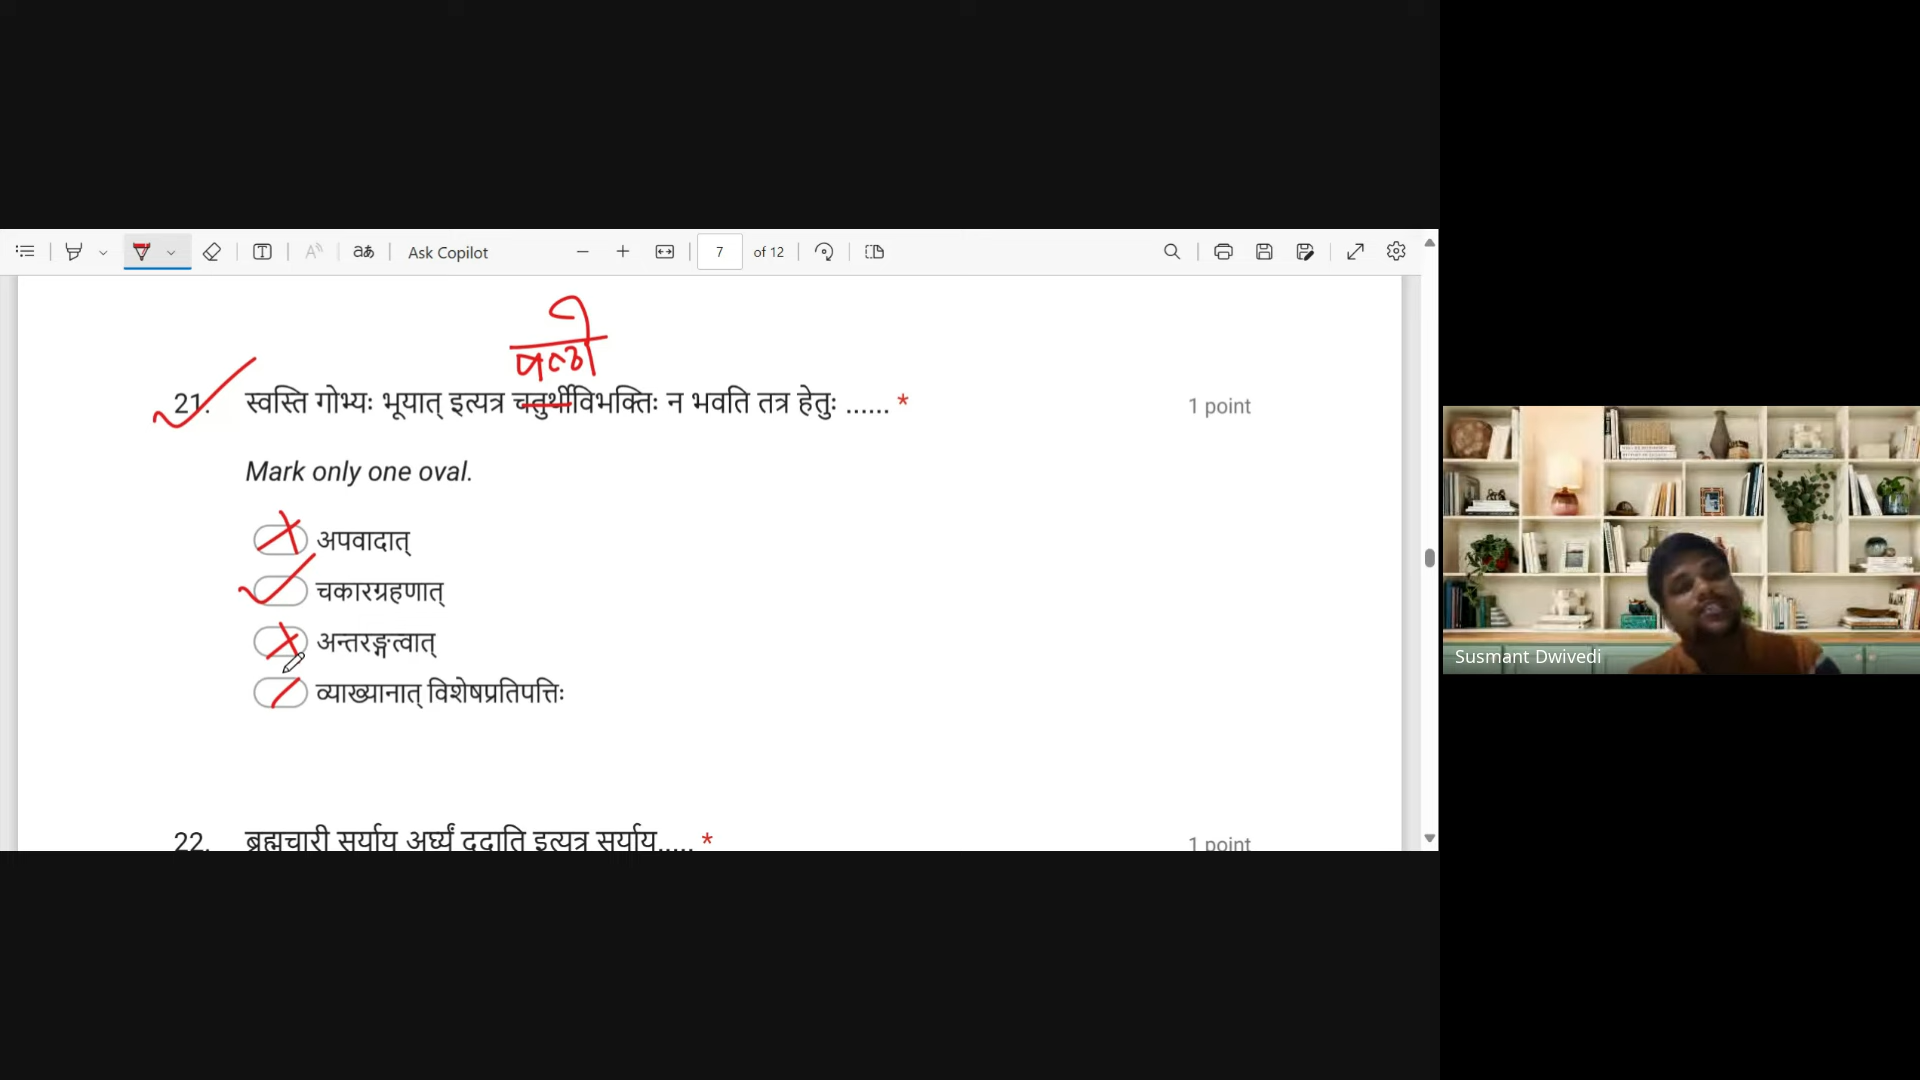 Ask Copilot
7
of 12
षष्ठी
21. स्वस्ति गोभ्यः भूयात् इत्यत्र चतुर्थीविभक्तिः न भवति तत्र हेतुः ...... *
1 point
Mark only one oval.
अपवादात्
चकारग्रहणात्
अन्तरङ्गत्वात्
व्याख्यानात् विशेषप्रतिपत्तिः
22. ब्रह्मचारी सूर्याय अर्घ्यं ददाति इत्यत्र सूर्याय..... *
1 point
Susmant Dwivedi